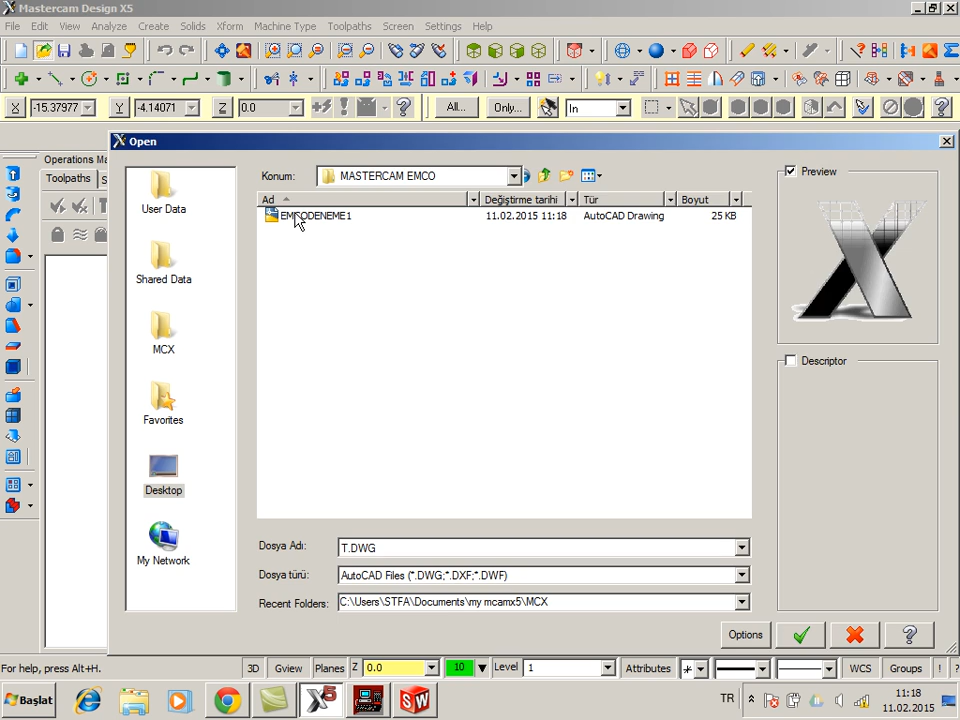 Mastercam Design X5
File Edit View Analyze Create Solids Xform Machine Type Toolpaths Screen Settings Help
X -15.37977 Y -4.14071 Z 0.0 All... Only... In
Operations Ma
Toolpaths S
Open
Konum: MASTERCAM EMCO
Ad Değiştirme tarihi Tür Boyut
EMCODENEME1 11.02.2015 11:18 AutoCAD Drawing 25 KB
User Data
Shared Data
MCX
Favorites
Desktop
My Network
Preview
Descriptor
Dosya Adı: T.DWG
Dosya türü: AutoCAD Files (*.DWG;*.DXF;*.DWF)
Recent Folders: C:\Users\STFA\Documents\my mcamx5\MCX
Options
For help, press Alt+H. 3D Gview Planes Z 0.0 10 Level 1 Attributes WCS Groups ?
Başlat
TR
11:18
11.02.2015